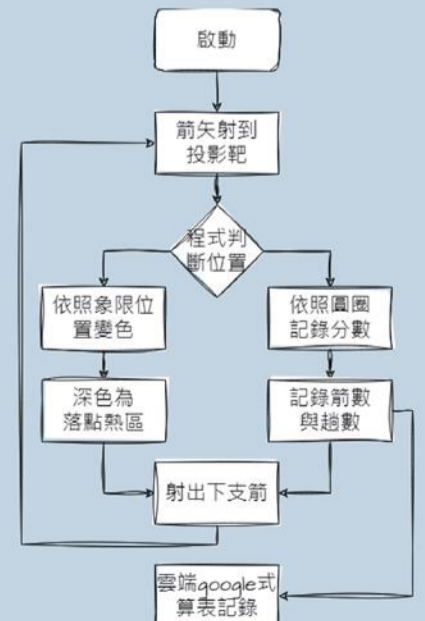 啟動
箭矢射到
投影靶
程式判
斷位置
依照象限位
置變色
依照圓圈
記錄分數
深色為
落點熱區
記錄箭數
與趟數
射出下支箭
雲端google式
算表記錄